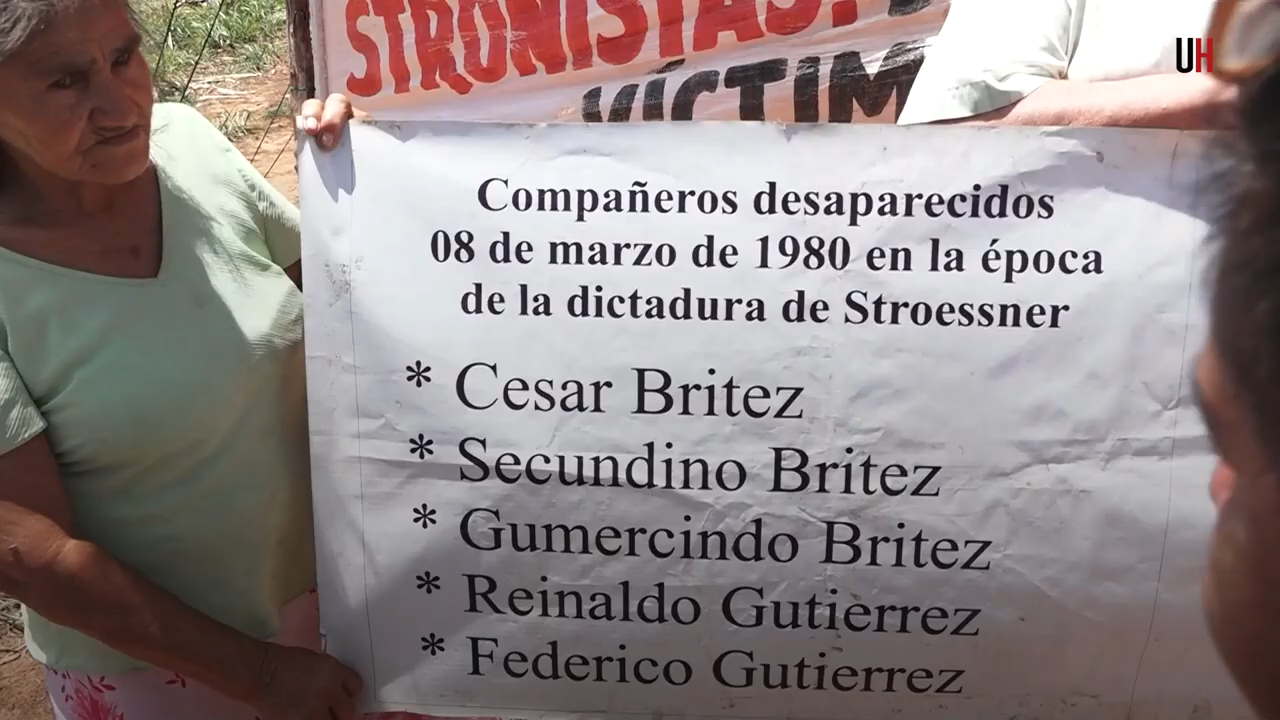 STRONISTAS:
VÍCTIM
UH
Compañeros desaparecidos
08 de marzo de 1980 en la época
de la dictadura de Stroessner
* Cesar Britez
* Secundino Britez
* Gumercindo Britez
* Reinaldo Gutierrez
* Federico Gutierrez